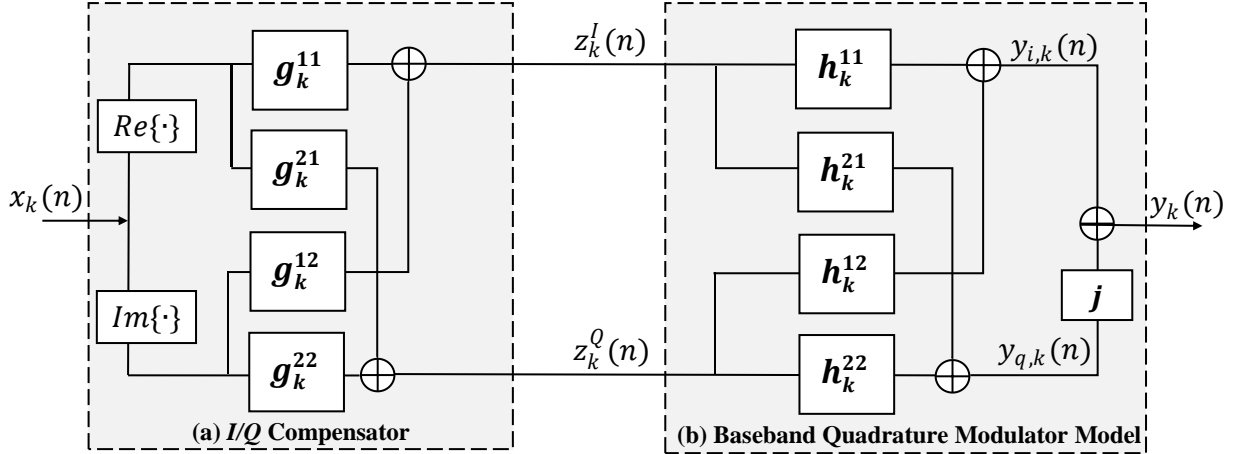 x_k(n)
Re{·}
Im{·}
g_k^{11}
g_k^{21}
g_k^{12}
g_k^{22}
(a) I/Q Compensator
z_k^I(n)
z_k^Q(n)
h_k^{11}
h_k^{21}
h_k^{12}
h_k^{22}
y_{i,k}(n)
y_{q,k}(n)
j
y_k(n)
(b) Baseband Quadrature Modulator Model